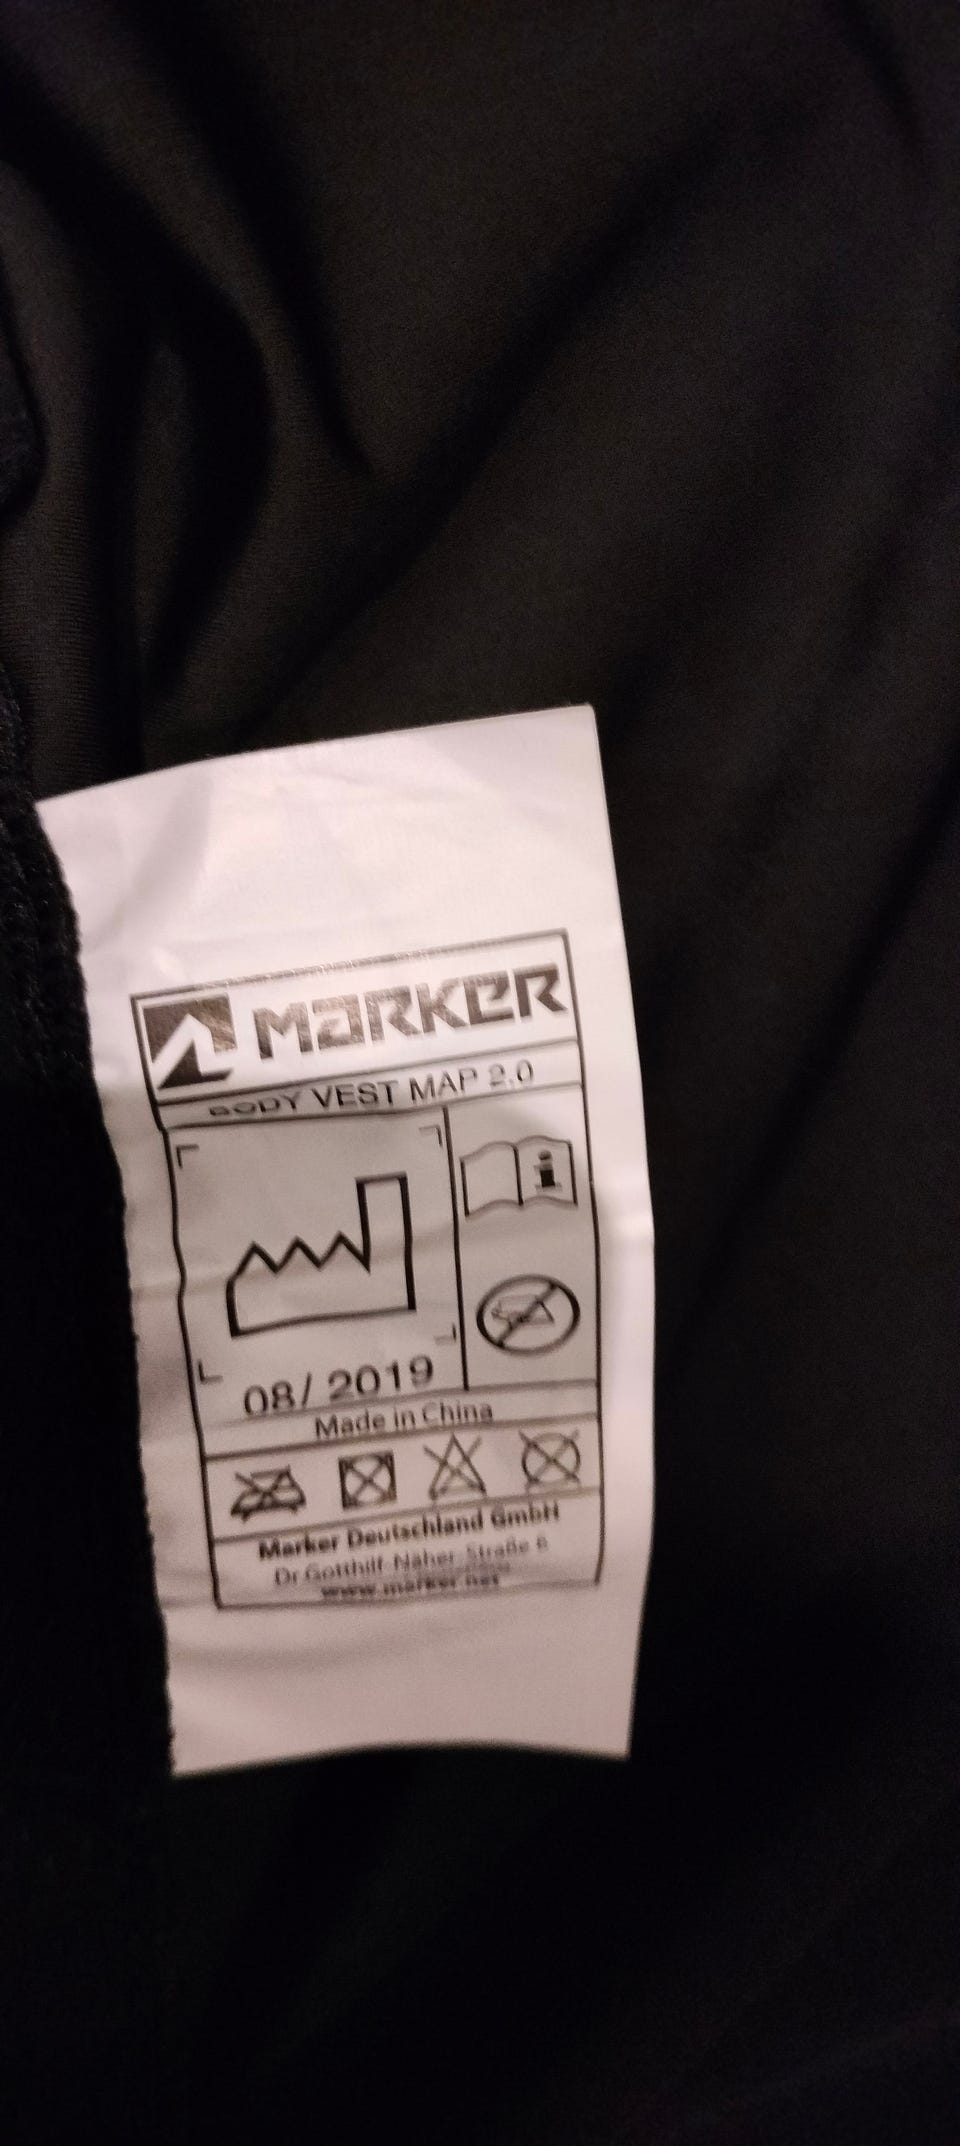 MARKER
BODY VEST MAP 2.0
i
08/ 2019
Made in China
Marker Deutschland GmbH
Dr.Gotthilf-Näher-Straße 6
www.marker.net